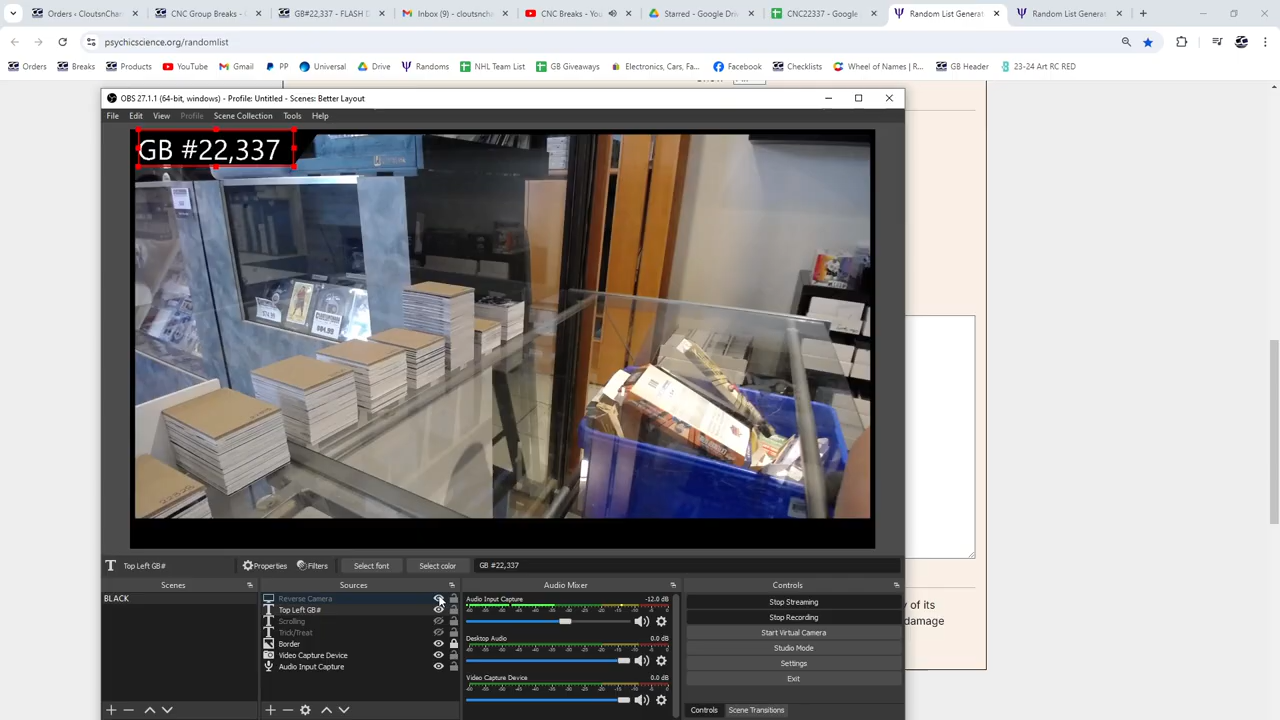 Orders ‹ CloutsnChar
CNC Group Breaks -
GB#22,337 - FLASH D
Inbox (9) - cloutsnchar
CNC Breaks - You
Starred - Google Driv
CNC22337 - Google
Random List Generat
Random List Generat
psychicscience.org/randomlist
Orders
Breaks
Products
YouTube
Gmail
PP
Universal
Drive
Randoms
NHL Team List
GB Giveaways
Electronics, Cars, Fa...
Facebook
Checklists
Wheel of Names | R...
GB Header
23-24 Art RC RED
OBS 27.1.1 (64-bit, windows) - Profile: Untitled - Scenes: Better Layout
File
Edit
View
Profile
Scene Collection
Tools
Help
GB #22,337
Top Left GB#
Properties
Filters
Select font
Select color
GB #22,337
Scenes
Sources
Audio Mixer
Controls
BLACK
Reverse Camera
Top Left GB#
Scrolling
Trick/Treat
Border
Video Capture Device
Audio Input Capture
Audio Input Capture
-12.0 dB
Desktop Audio
0.0 dB
Video Capture Device
0.0 dB
Stop Streaming
Stop Recording
Start Virtual Camera
Studio Mode
Settings
Exit
Controls
Scene Transitions
y of its
damage